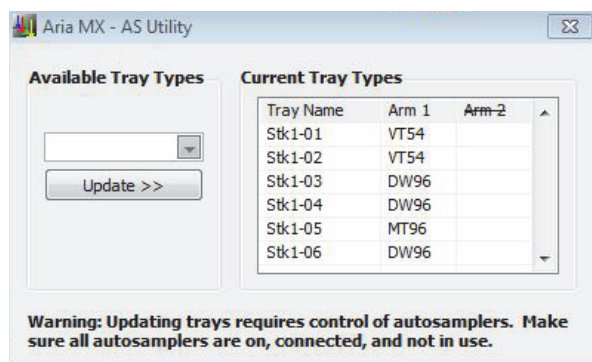 Aria MX - AS Utility
Available Tray Types
Update >>
Current Tray Types
Tray Name Arm 1 Arm 2
Stk1-01 VT54
Stk1-02 VT54
Stk1-03 DW96
Stk1-04 DW96
Stk1-05 MT96
Stk1-06 DW96
Warning: Updating trays requires control of autosamplers. Make
sure all autosamplers are on, connected, and not in use.